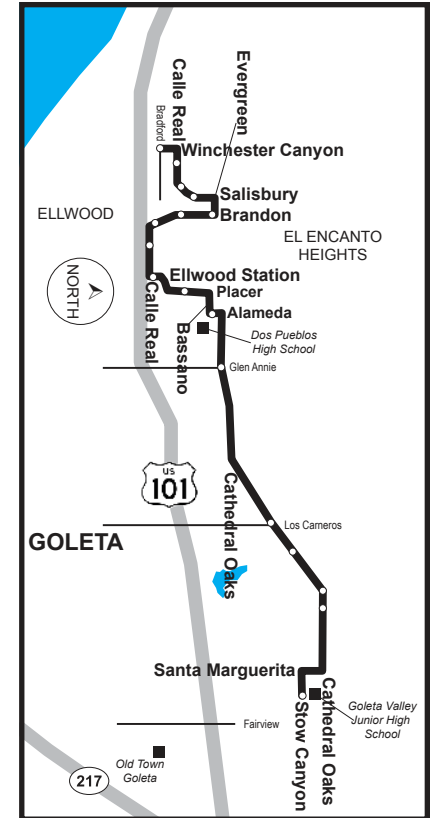 Evergreen
Calle Real
Bradford
Winchester Canyon
Salisbury
Brandon
ELLWOOD
EL ENCANTO
HEIGHTS
NORTH
Ellwood Station
Placer
Calle Real
Bassano
Alameda
Dos Pueblos
High School
Glen Annie
US
101
Cathedral Oaks
Los Carneros
GOLETA
Santa Marguerita
Cathedral Oaks
Stow Canyon
Goleta Valley
Junior High
School
Fairview
Old Town
Goleta
217